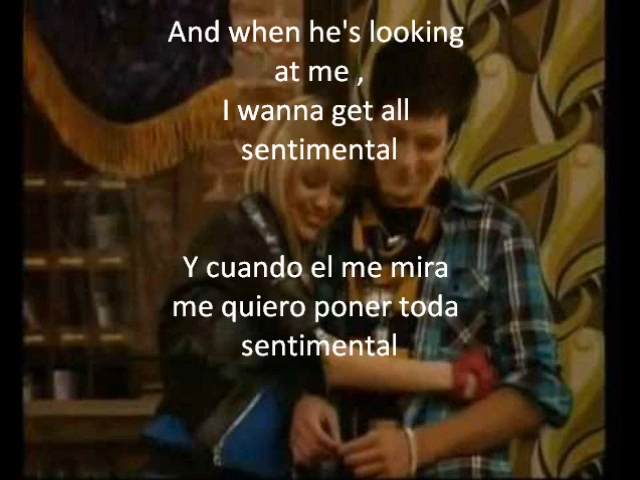 And when he's looking
at me ,
I wanna get all
sentimental
Y cuando el me mira
me quiero poner toda
sentimental